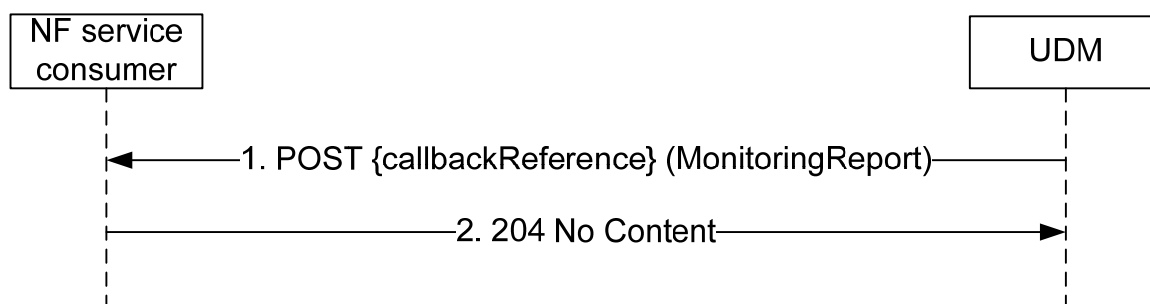 NF service
consumer
UDM
1. POST {callbackReference} (MonitoringReport)
2. 204 No Content